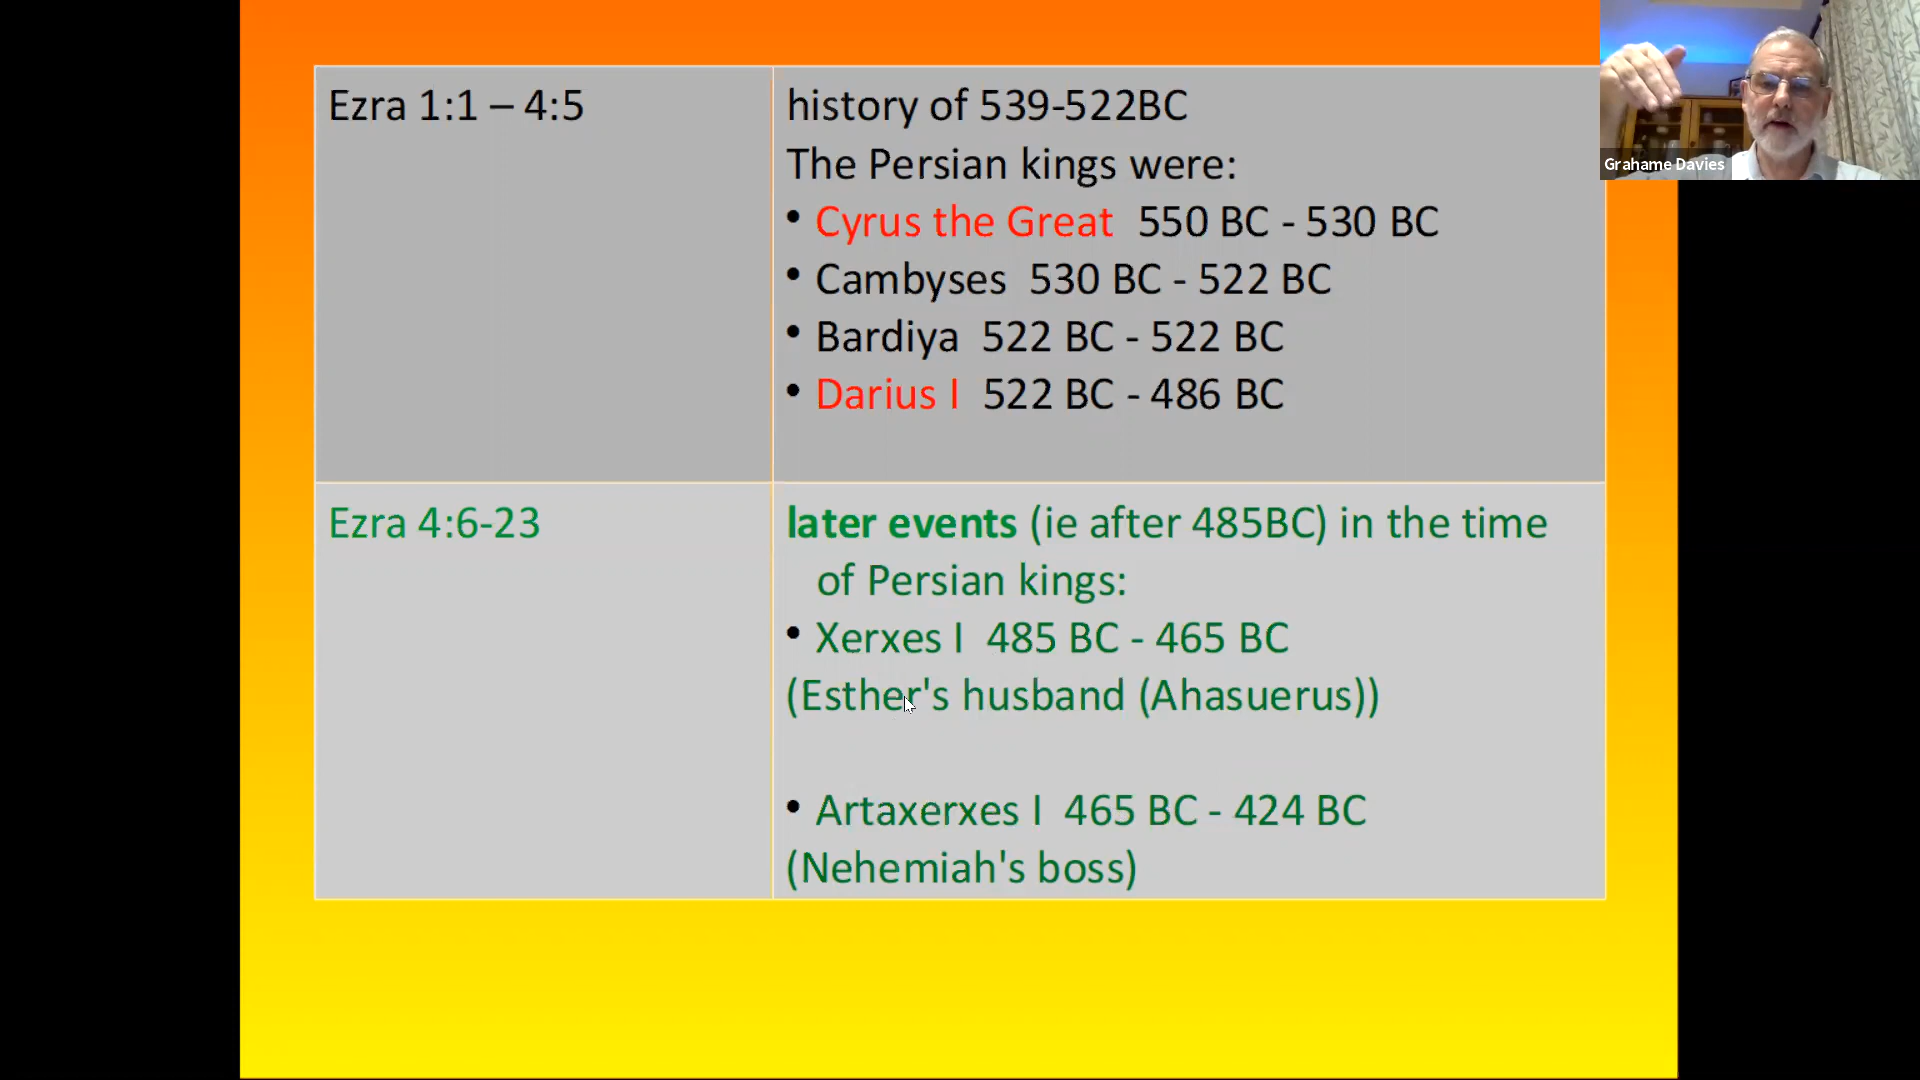 Ezra 1:1 – 4:5
history of 539-522BC
The Persian kings were:
• Cyrus the Great 550 BC - 530 BC
• Cambyses 530 BC - 522 BC
• Bardiya 522 BC - 522 BC
• Darius I 522 BC - 486 BC
Ezra 4:6-23
later events (ie after 485BC) in the time
of Persian kings:
• Xerxes I 485 BC - 465 BC
(Esther's husband (Ahasuerus))
• Artaxerxes I 465 BC - 424 BC
(Nehemiah's boss)
Grahame Davies